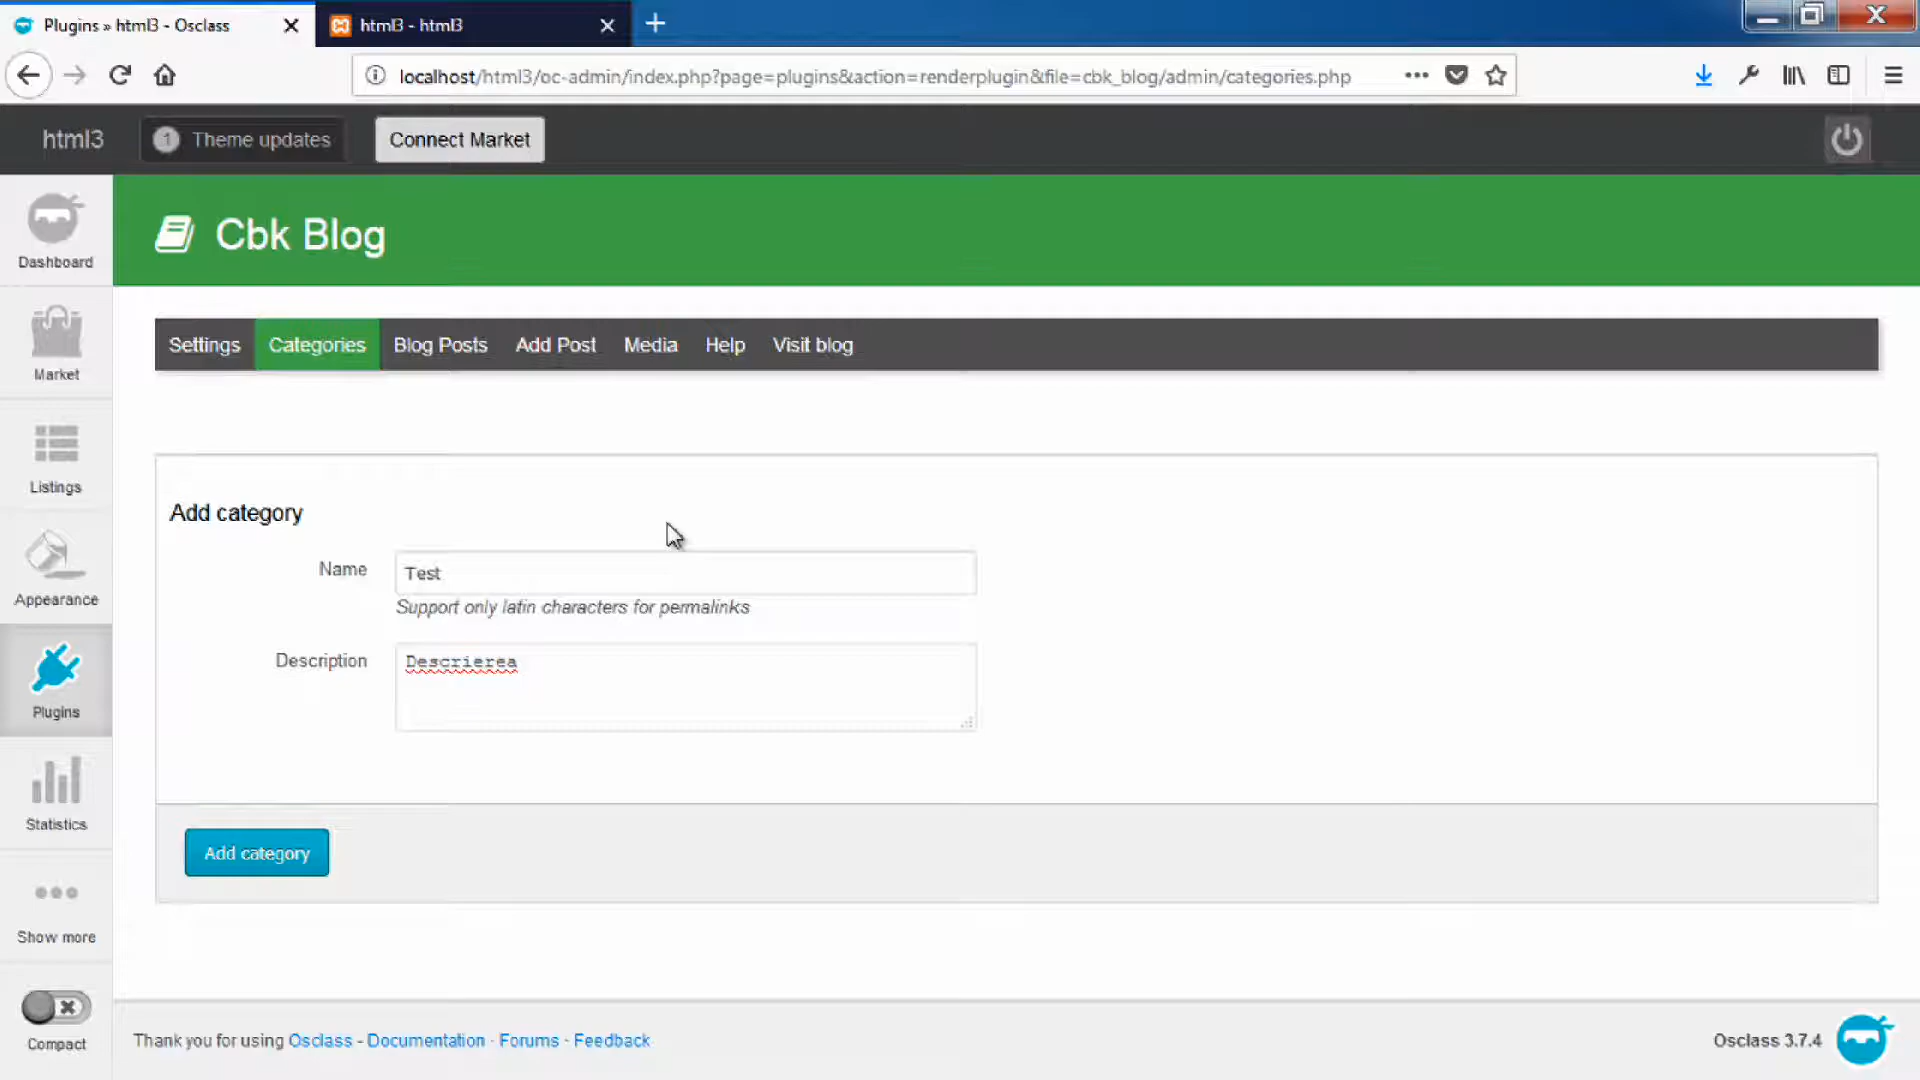 Plugins » html3 - Osclass
html3 - html3
localhost/html3/oc-admin/index.php?page=plugins&action=renderplugin&file=cbk_blog/admin/categories.php
html3
1 Theme updates
Connect Market
Dashboard
Market
Listings
Appearance
Plugins
Statistics
Show more
Compact
Cbk Blog
Settings Categories Blog Posts Add Post Media Help Visit blog
Add category
Name
Test
Support only latin characters for permalinks
Description
Descrierea
Add category
Thank you for using Osclass - Documentation · Forums · Feedback
Osclass 3.7.4